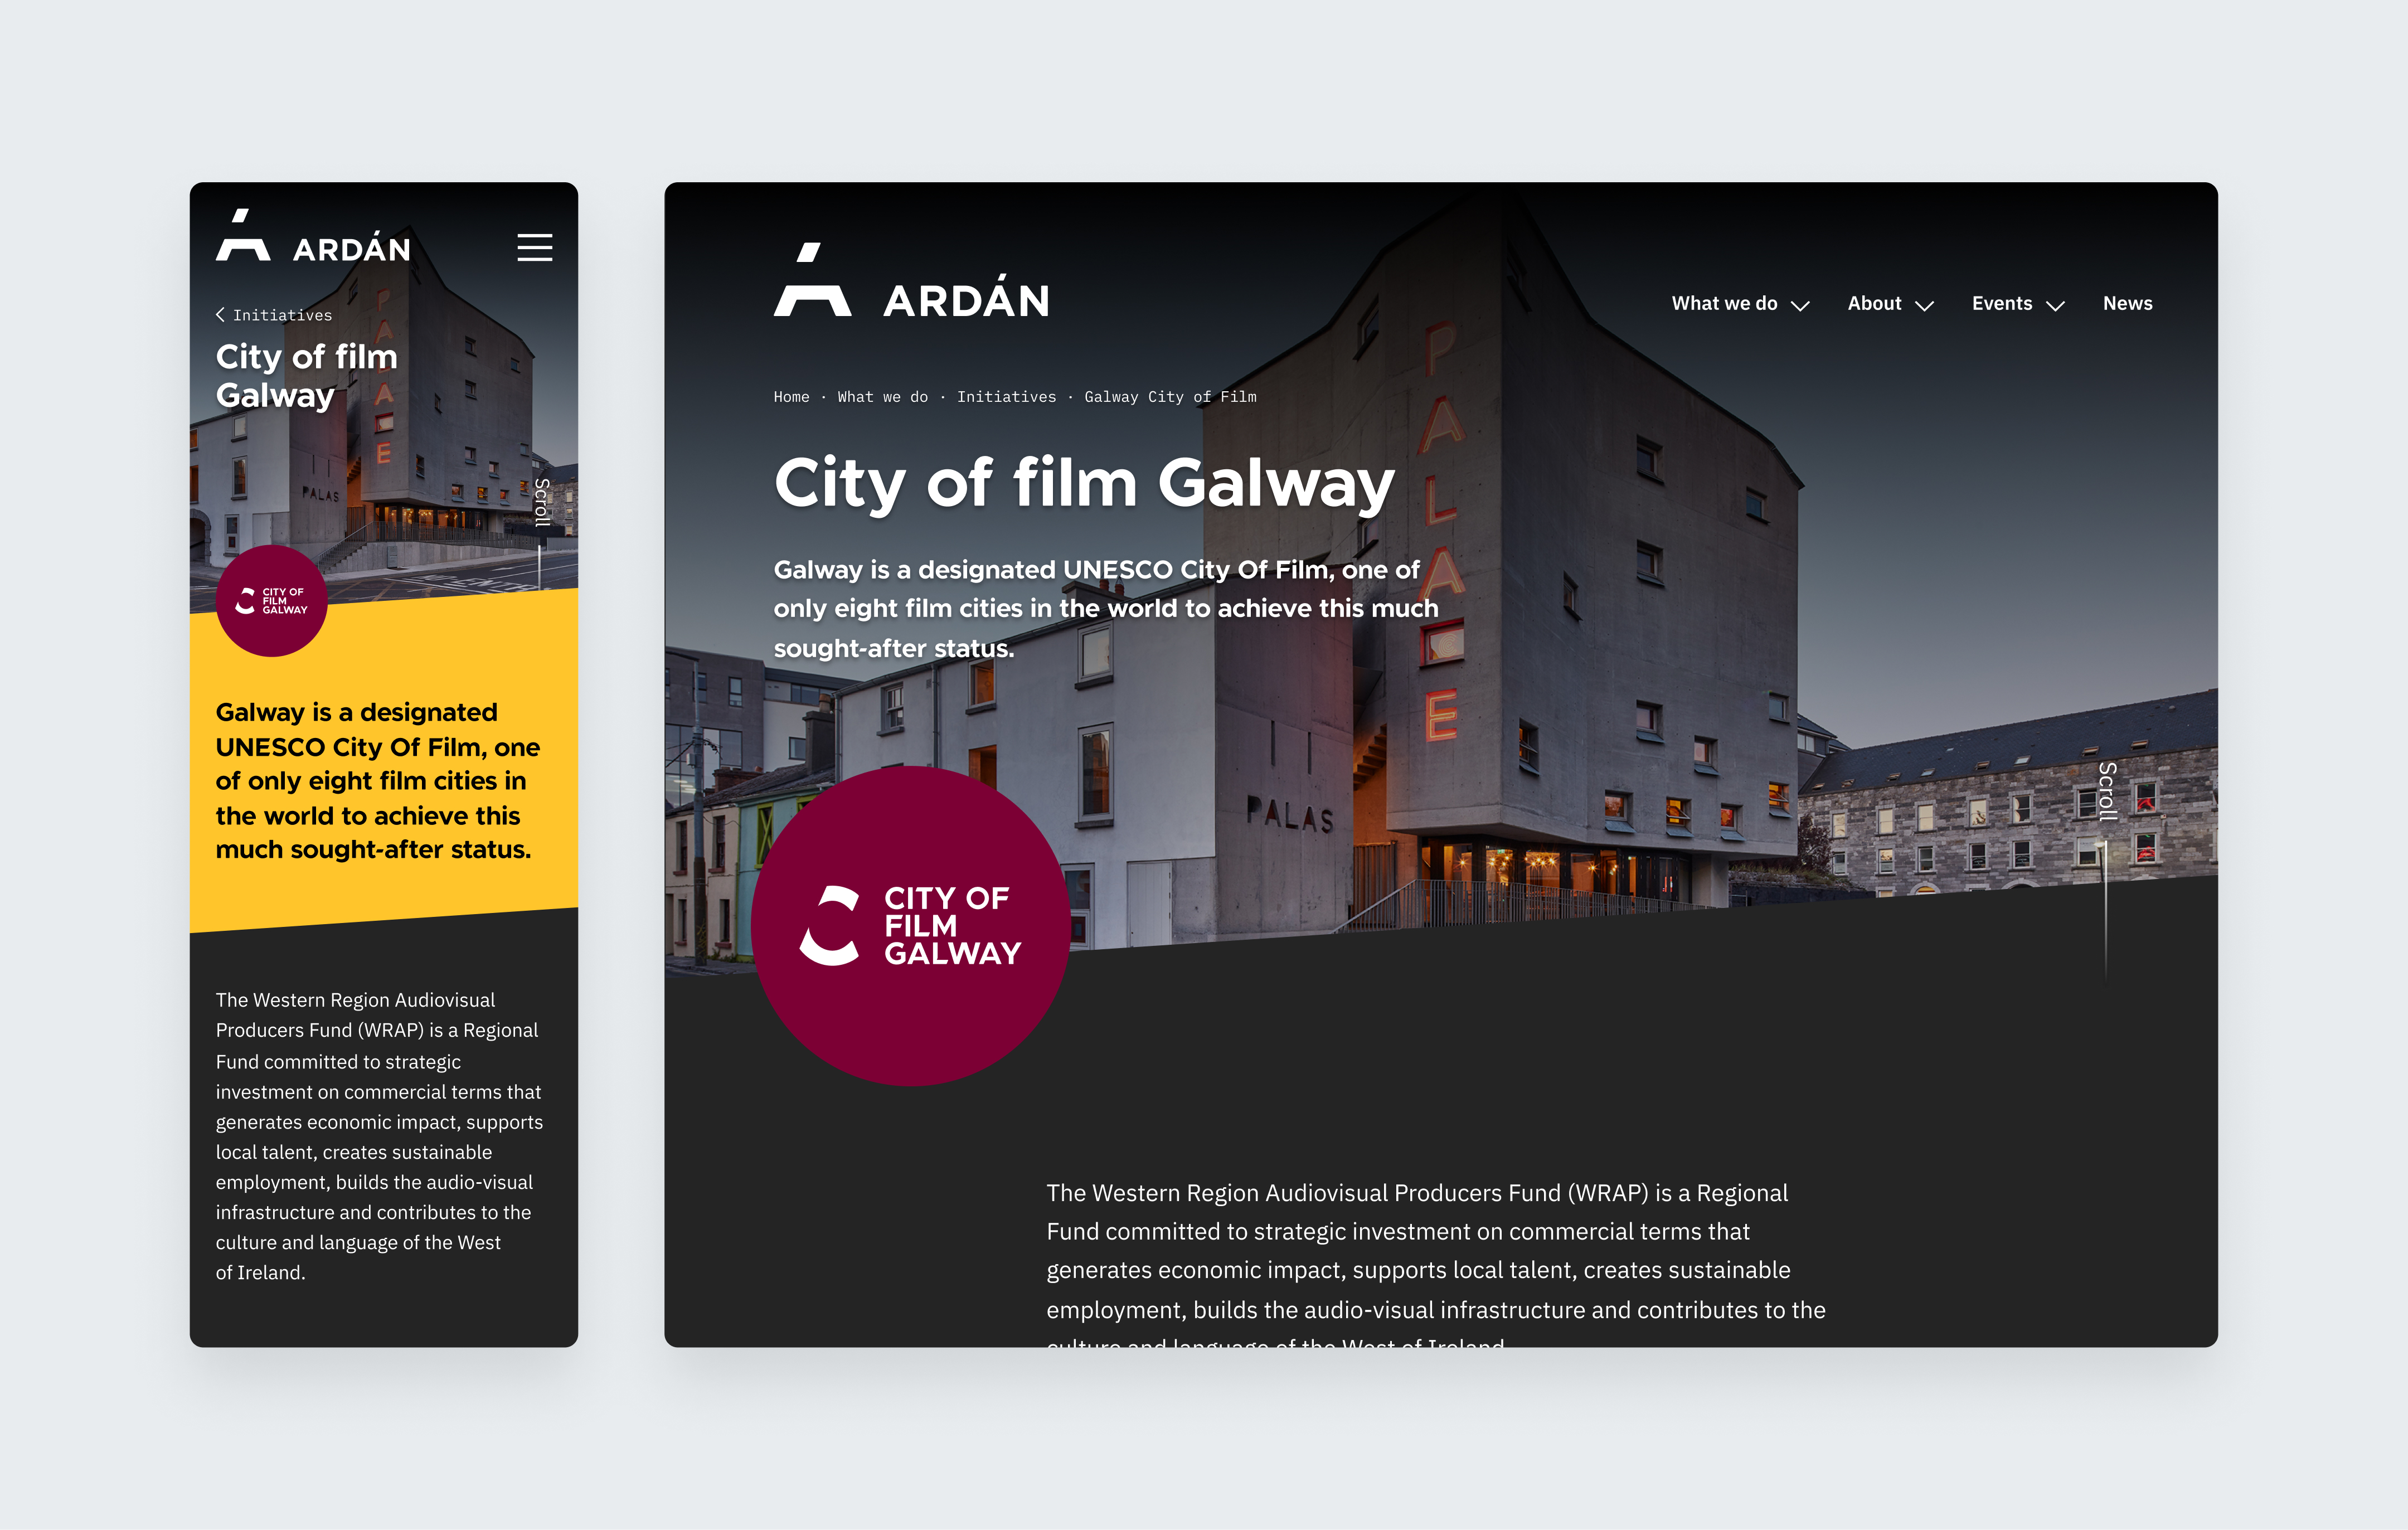 ARDÁN
Initiatives
City of film
Galway
PALACE
PALAS
Scroll
CITY OF
FILM
GALWAY
Galway is a designated
UNESCO City Of Film, one
of only eight film cities in
the world to achieve this
much sought-after status.
The Western Region Audiovisual
Producers Fund (WRAP) is a Regional
Fund committed to strategic
investment on commercial terms that
generates economic impact, supports
local talent, creates sustainable
employment, builds the audio-visual
infrastructure and contributes to the
culture and language of the West
of Ireland.
ARDÁN
What we do
About
Events
News
Home · What we do · Initiatives · Galway City of Film
City of film Galway
Galway is a designated UNESCO City Of Film, one of
only eight film cities in the world to achieve this much
sought-after status.
PALACE
PALAS
Scroll
CITY OF
FILM
GALWAY
The Western Region Audiovisual Producers Fund (WRAP) is a Regional
Fund committed to strategic investment on commercial terms that
generates economic impact, supports local talent, creates sustainable
employment, builds the audio-visual infrastructure and contributes to the
culture and language of the West of Ireland